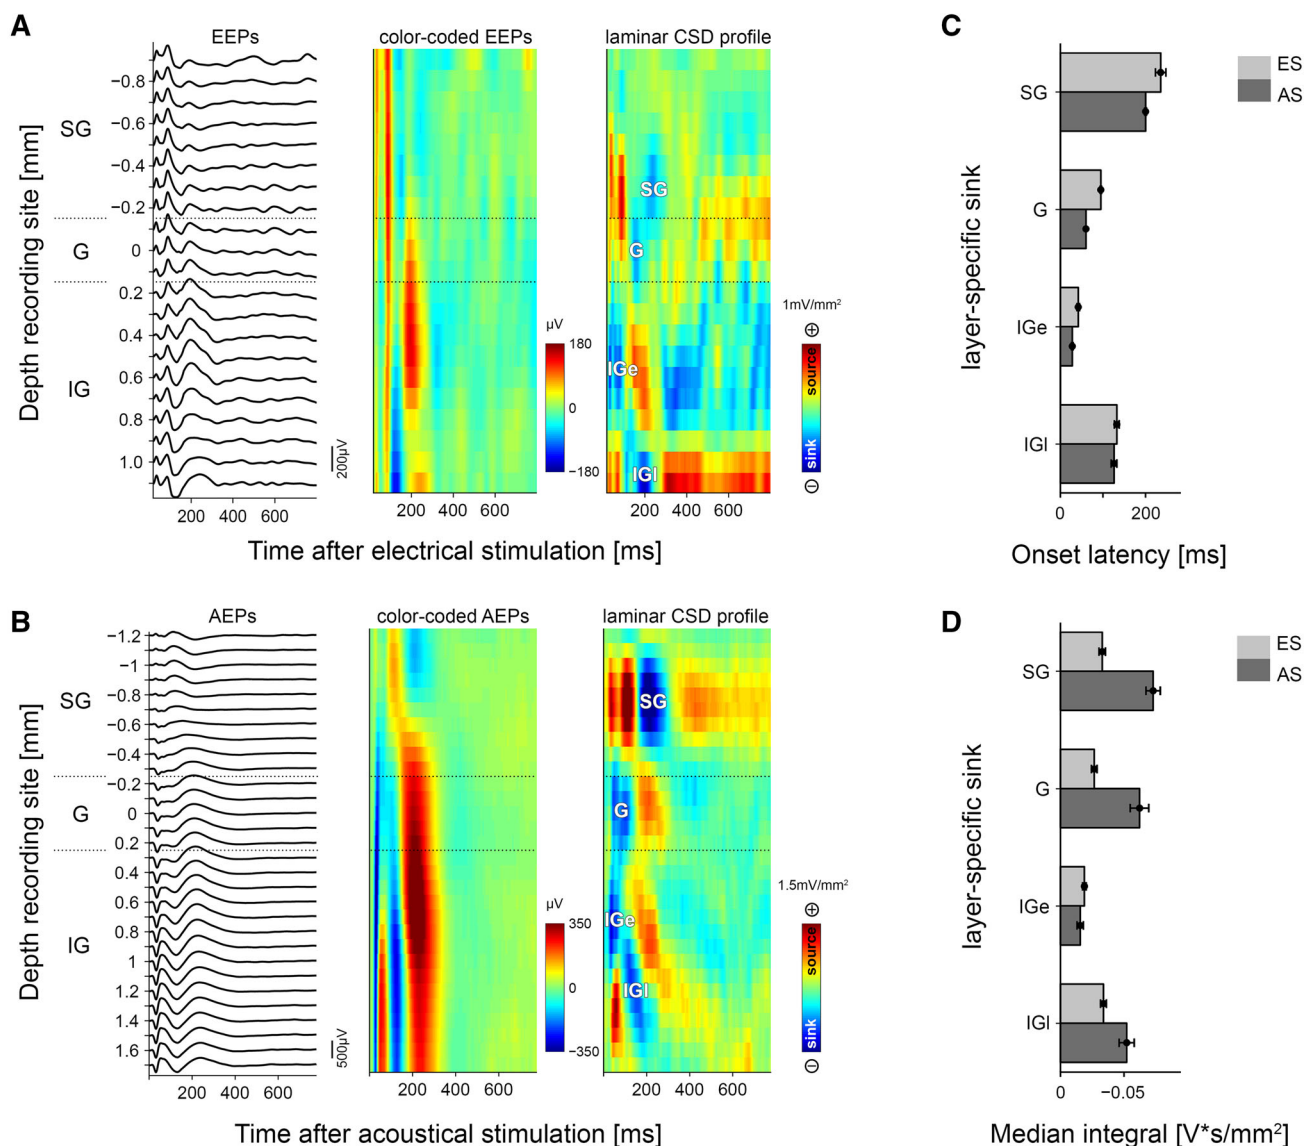 A
EEPs
color-coded EEPs
laminar CSD profile
Depth recording site [mm]
SG
G
IG
−0.8
−0.6
−0.4
−0.2
0
0.2
0.4
0.6
0.8
1.0
200 400 600
200µV
200 400 600
µV
180
0
−180
SG
G
IGe
IGl
200 400 600
1mV/mm²
⊕
source
sink
⊖
Time after electrical stimulation [ms]
B
AEPs
color-coded AEPs
laminar CSD profile
Depth recording site [mm]
SG
G
IG
−1.2
−1
−0.8
−0.6
−0.4
−0.2
0
0.2
0.4
0.6
0.8
1
1.2
1.4
1.6
200 400 600
500µV
200 400 600
µV
350
0
−350
SG
G
IGe
IGl
200 400 600
1.5mV/mm²
⊕
source
sink
⊖
Time after acoustical stimulation [ms]
C
ES
AS
layer-specific sink
SG
G
IGe
IGl
0 200
Onset latency [ms]
D
ES
AS
layer-specific sink
SG
G
IGe
IGl
0 −0.05
Median integral [V*s/mm²]